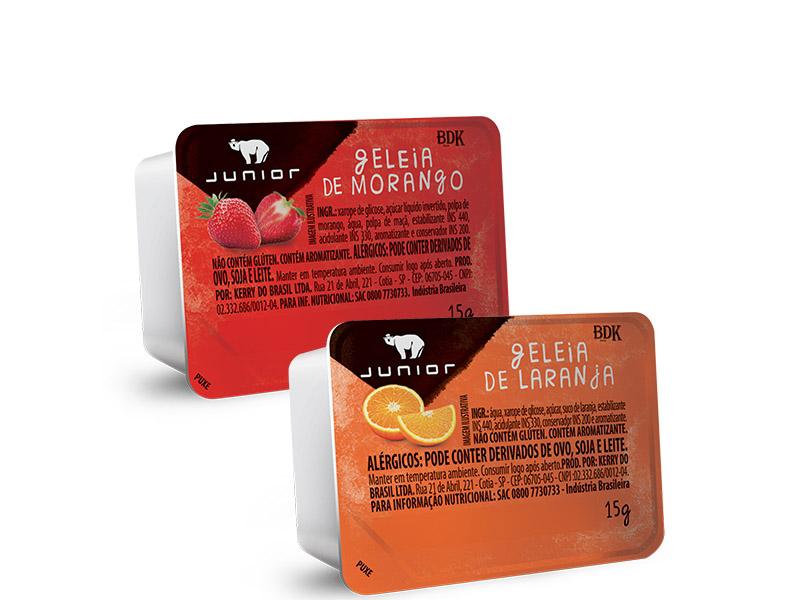 BDK
JUNIOR
GELEIA
DE MORANGO
IMAGEM ILUSTRATIVA
INGR.: xarope de glicose, açúcar líquido invertido, polpa de
morango, água, polpa de maçã, estabilizante INS 440,
acidulante INS 330, aromatizante e conservador INS 200.
NÃO CONTÉM GLÚTEN. CONTÉM AROMATIZANTE. ALÉRGICOS: PODE CONTER DERIVADOS DE
OVO, SOJA E LEITE. Manter em temperatura ambiente. Consumir logo após aberto. PROD.
POR: KERRY DO BRASIL LTDA. Rua 21 de Abril, 221 - Cotia - SP - CEP: 06705-045 - CNPJ:
02.332.686/0012-04. PARA INF. NUTRICIONAL: SAC 0800 7730733. Indústria Brasileira
15g
PUXE
BDK
JUNIOR
GELEIA
DE LARANJA
IMAGEM ILUSTRATIVA
INGR.: água, xarope de glicose, açúcar, suco de laranja, estabilizante
INS 440, acidulante INS 330, conservador INS 200 e aromatizante.
NÃO CONTÉM GLÚTEN. CONTÉM AROMATIZANTE.
ALÉRGICOS: PODE CONTER DERIVADOS DE OVO, SOJA E LEITE.
Manter em temperatura ambiente. Consumir logo após aberto. PROD. POR: KERRY DO
BRASIL LTDA. Rua 21 de Abril, 221 - Cotia - SP - CEP: 06705-045 - CNPJ: 02.332.686/0012-04.
PARA INFORMAÇÃO NUTRICIONAL: SAC 0800 7730733 - Indústria Brasileira
15g
PUXE